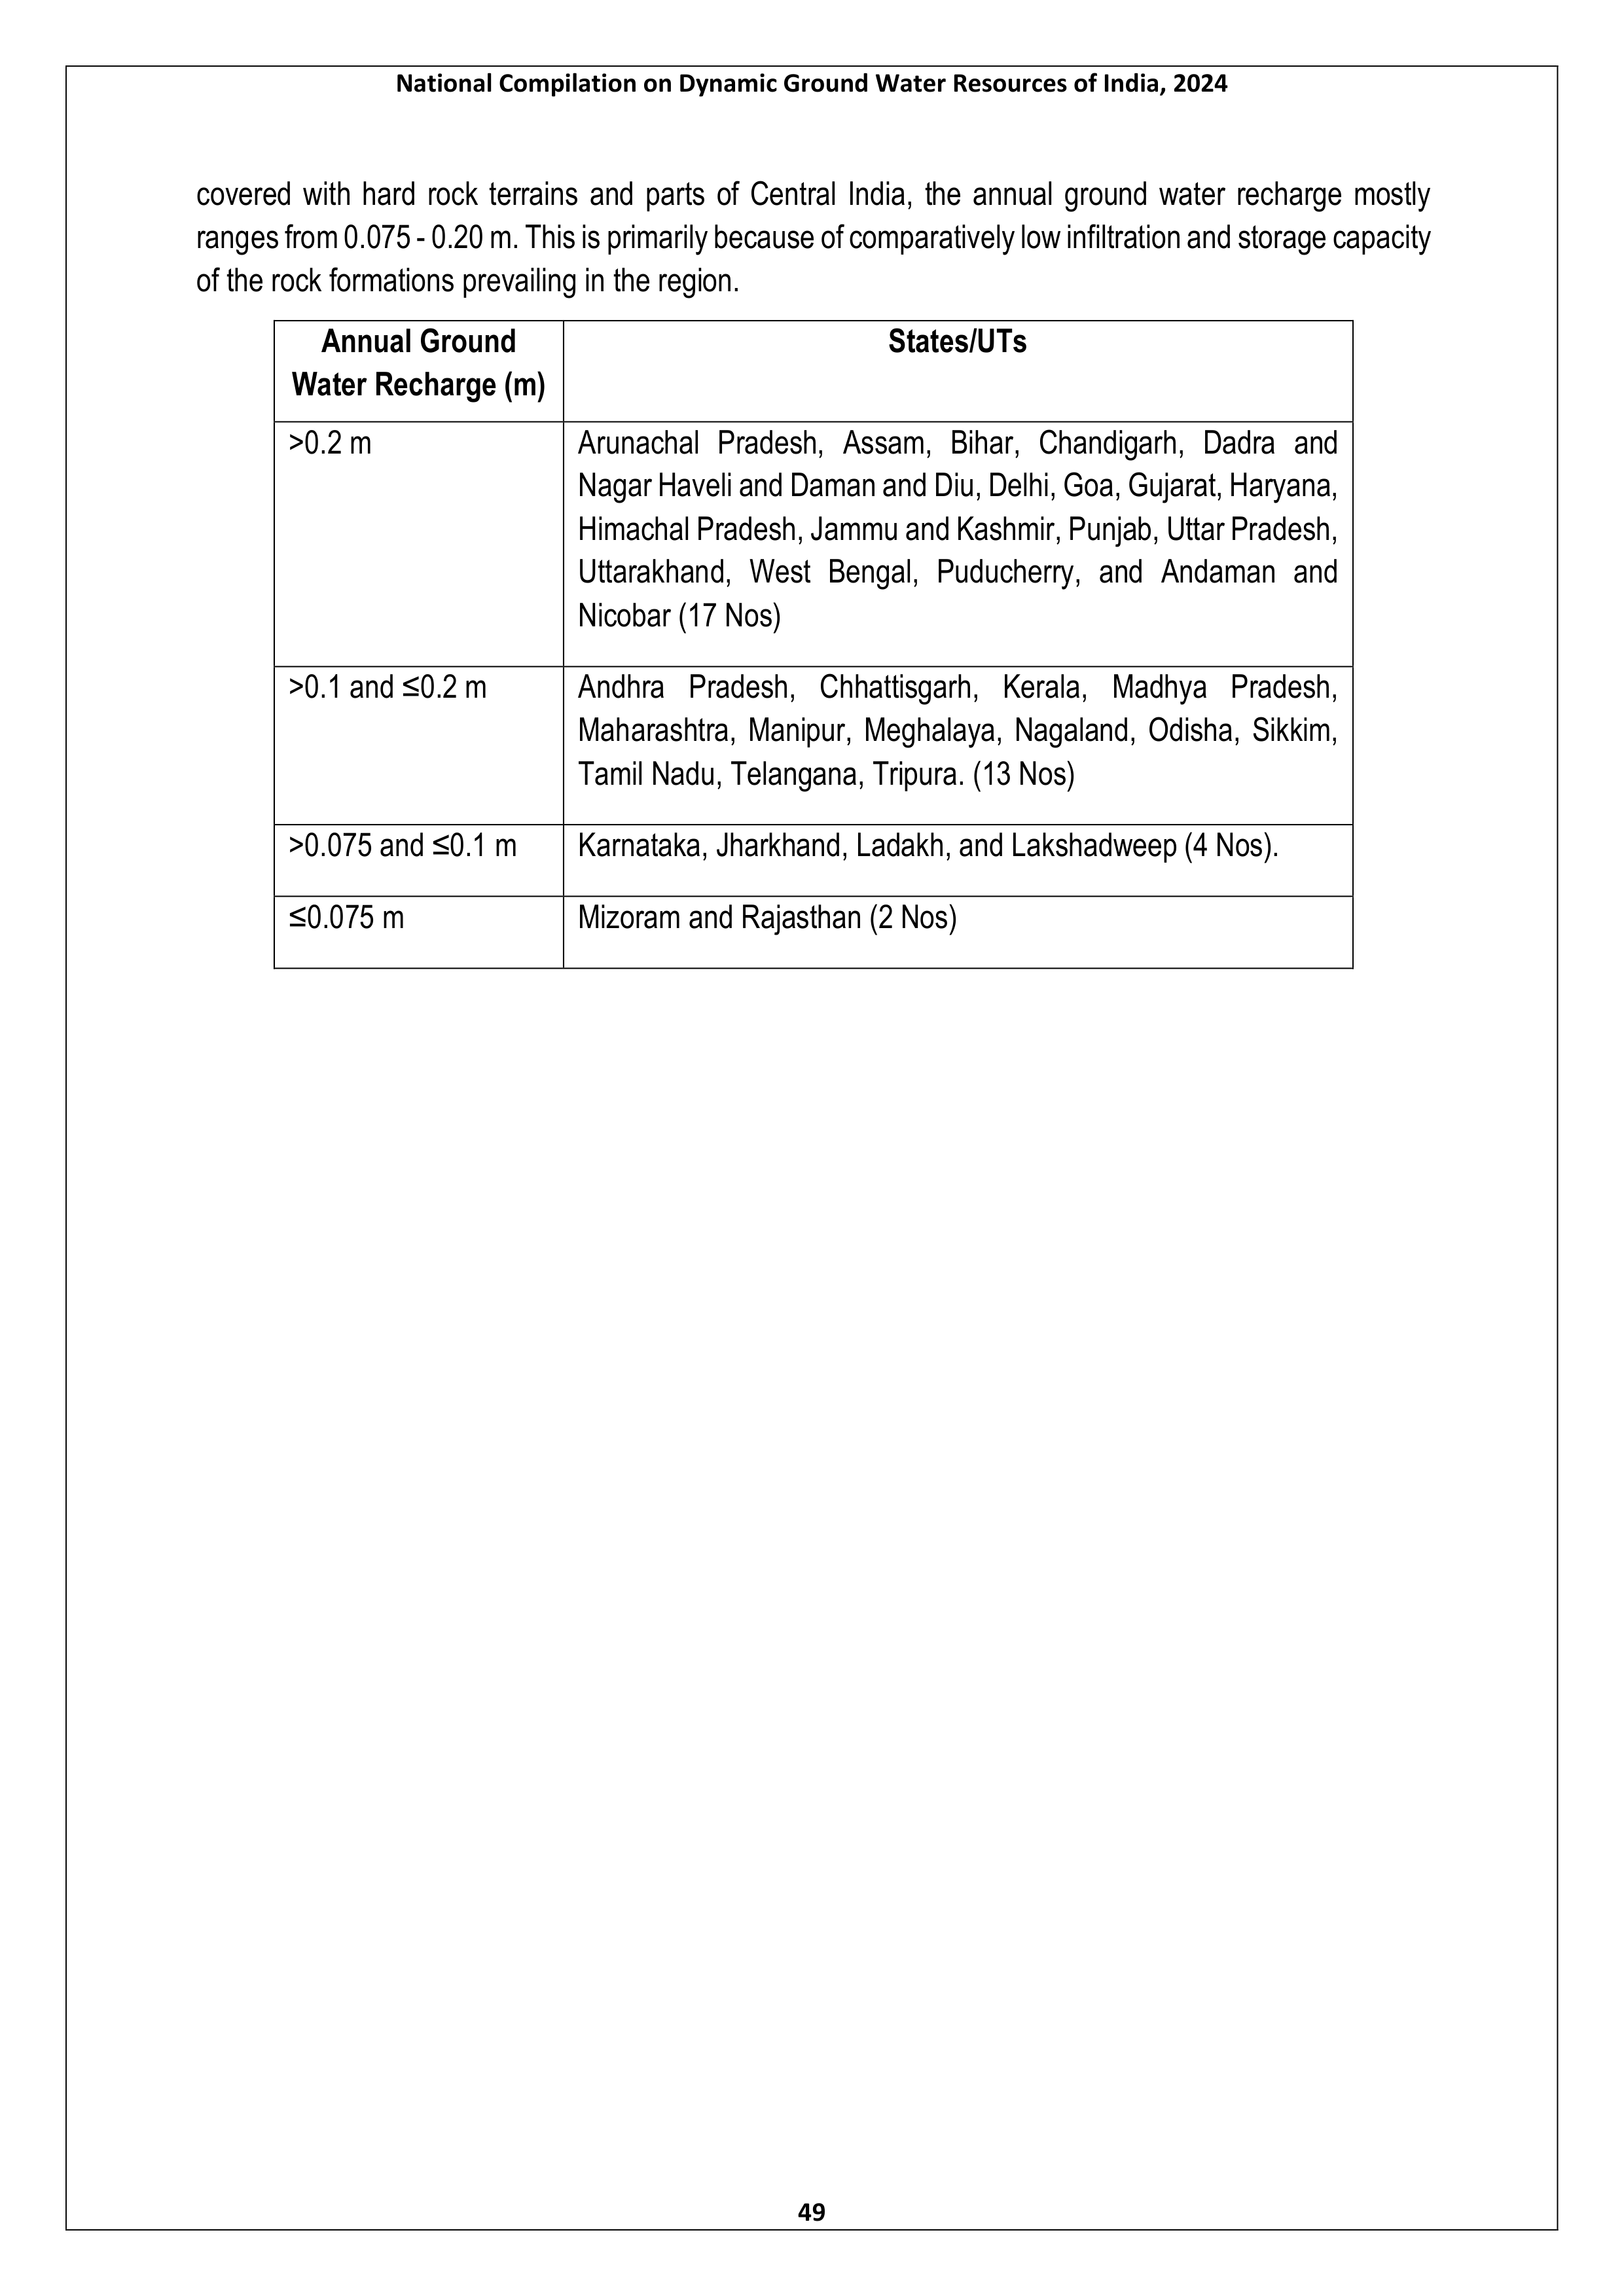 National Compilation on Dynamic Ground Water Resources of India, 2024
covered with hard rock terrains and parts of Central India, the annual ground water recharge mostly
ranges from 0.075 - 0.20 m. This is primarily because of comparatively low infiltration and storage capacity
of the rock formations prevailing in the region.
Annual Ground
Water Recharge (m)
States/UTs
>0.2 m
Arunachal Pradesh, Assam, Bihar, Chandigarh, Dadra and
Nagar Haveli and Daman and Diu, Delhi, Goa, Gujarat, Haryana,
Himachal Pradesh, Jammu and Kashmir, Punjab, Uttar Pradesh,
Uttarakhand, West Bengal, Puducherry, and Andaman and
Nicobar (17 Nos)
>0.1 and ≤0.2 m
Andhra Pradesh, Chhattisgarh, Kerala, Madhya Pradesh,
Maharashtra, Manipur, Meghalaya, Nagaland, Odisha, Sikkim,
Tamil Nadu, Telangana, Tripura. (13 Nos)
>0.075 and ≤0.1 m
Karnataka, Jharkhand, Ladakh, and Lakshadweep (4 Nos).
≤0.075 m
Mizoram and Rajasthan (2 Nos)
49